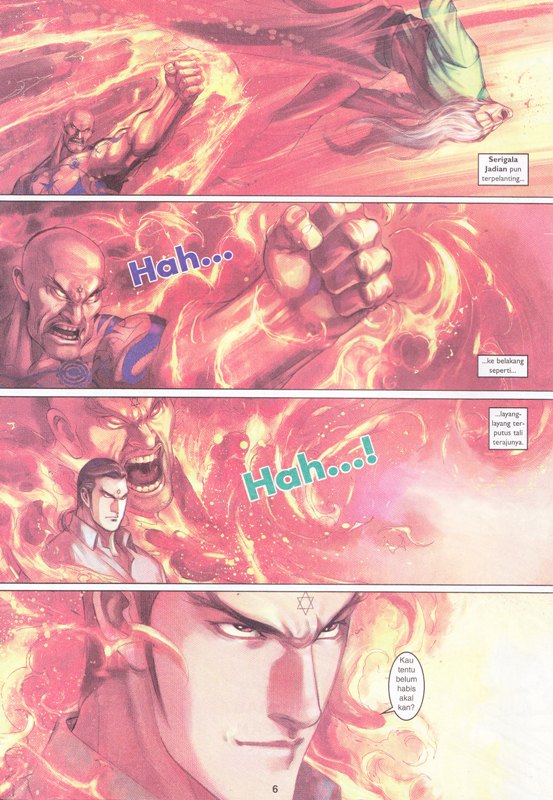 Serigala
Jadian pun
terpelanting...
Hah...
...ke belakang
seperti...
...layang-
layang ter-
putus tali
terajunya.
Hah...!
Kau
tentu
belum
habis
akal
kan?
6